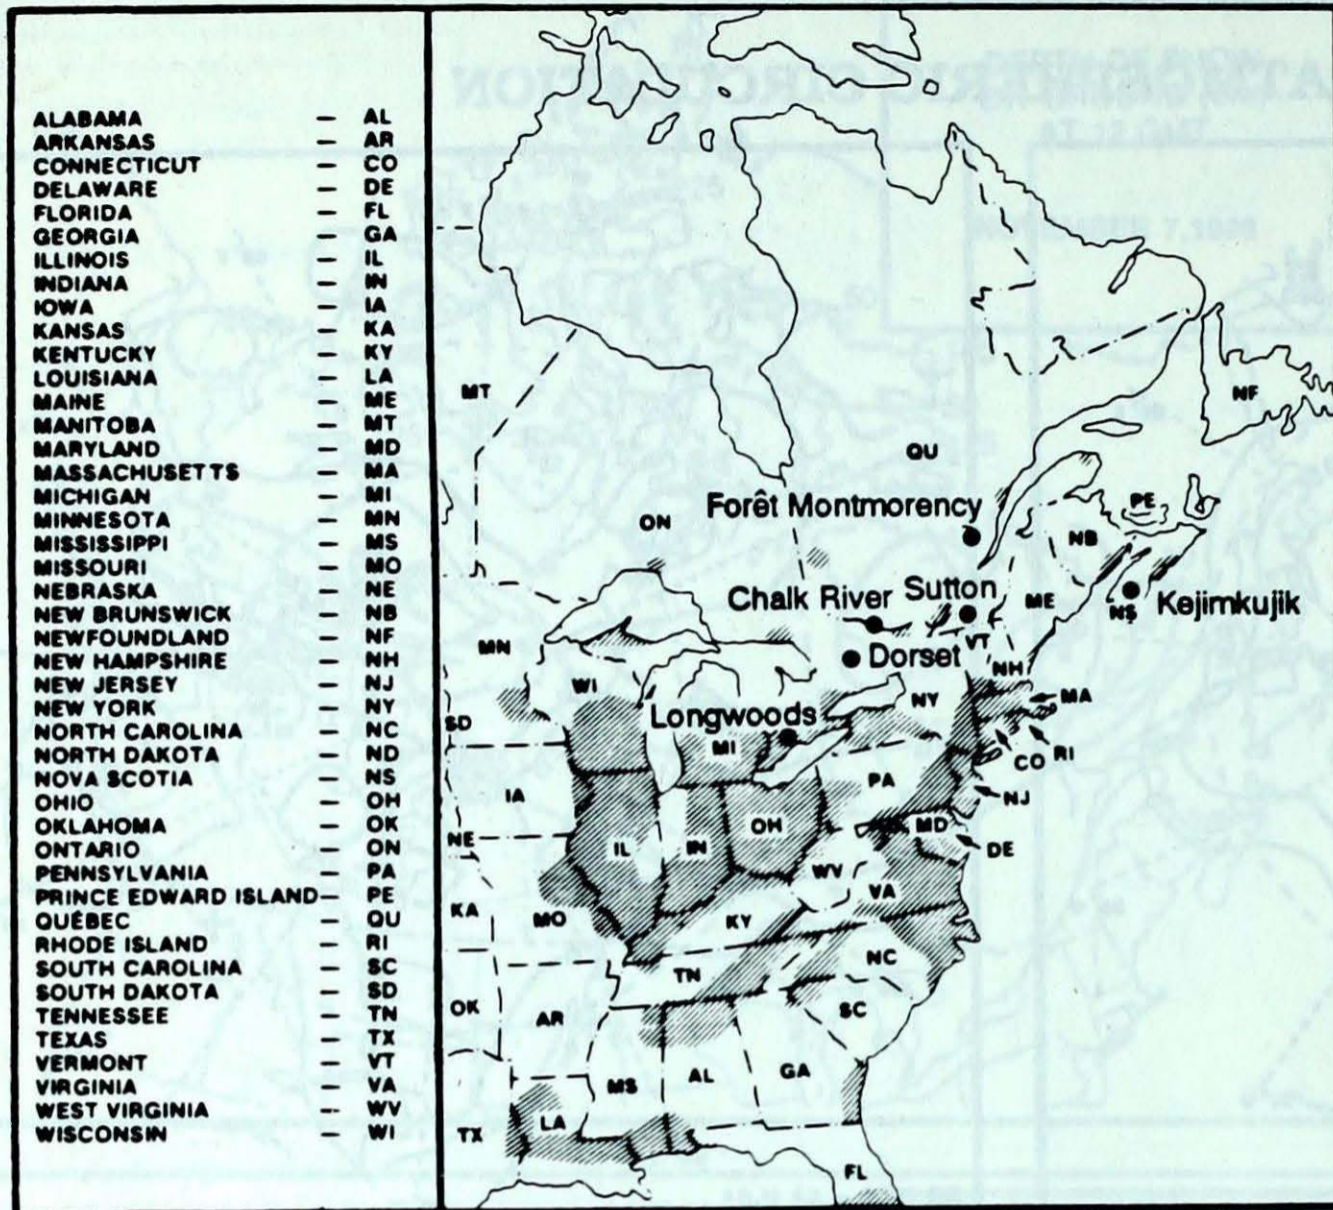 ALABAMA – AL
ARKANSAS – AR
CONNECTICUT – CO
DELAWARE – DE
FLORIDA – FL
GEORGIA – GA
ILLINOIS – IL
INDIANA – IN
IOWA – IA
KANSAS – KA
KENTUCKY – KY
LOUISIANA – LA
MAINE – ME
MANITOBA – MT
MARYLAND – MD
MASSACHUSETTS – MA
MICHIGAN – MI
MINNESOTA – MN
MISSISSIPPI – MS
MISSOURI – MO
NEBRASKA – NE
NEW BRUNSWICK – NB
NEWFOUNDLAND – NF
NEW HAMPSHIRE – NH
NEW JERSEY – NJ
NEW YORK – NY
NORTH CAROLINA – NC
NORTH DAKOTA – ND
NOVA SCOTIA – NS
OHIO – OH
OKLAHOMA – OK
ONTARIO – ON
PENNSYLVANIA – PA
PRINCE EDWARD ISLAND – PE
QUÉBEC – QU
RHODE ISLAND – RI
SOUTH CAROLINA – SC
SOUTH DAKOTA – SD
TENNESSEE – TN
TEXAS – TX
VERMONT – VT
VIRGINIA – VA
WEST VIRGINIA – WV
WISCONSIN – WI
MT
NF
QU
ON
Forêt Montmorency
PE
NB
Chalk River
Sutton
ME
NS
Kejimkujik
MN
VT
Dorset
NH
WI
NY
MA
SD
Longwoods
MI
CO
RI
IA
PA
NJ
NE
IL
IN
OH
MD
DE
WV
VA
KA
MO
KY
NC
TN
OK
AR
SC
MS
AL
GA
LA
TX
FL